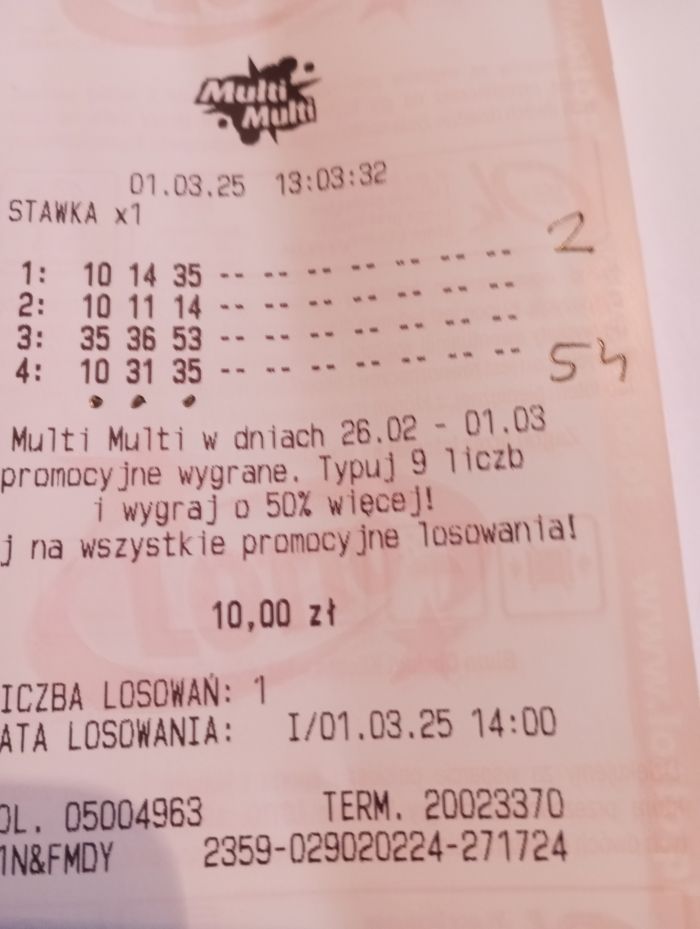 Multi
Multi
01.03.25 13:03:32
STAWKA x1
2
1: 10 14 35 -- -- -- -- -- -- --
2: 10 11 14 -- -- -- -- -- -- --
3: 35 36 53 -- -- -- -- -- -- --
4: 10 31 35 -- -- -- -- -- -- --
54
Multi Multi w dniach 26.02 - 01.03
promocyjne wygrane. Typuj 9 liczb
i wygraj o 50% więcej!
j na wszystkie promocyjne losowania!
10,00 zł
ICZBA LOSOWAŃ: 1
ATA LOSOWANIA: I/01.03.25 14:00
OL. 05004963 TERM. 20023370
1N&FMDY 2359-029020224-271724